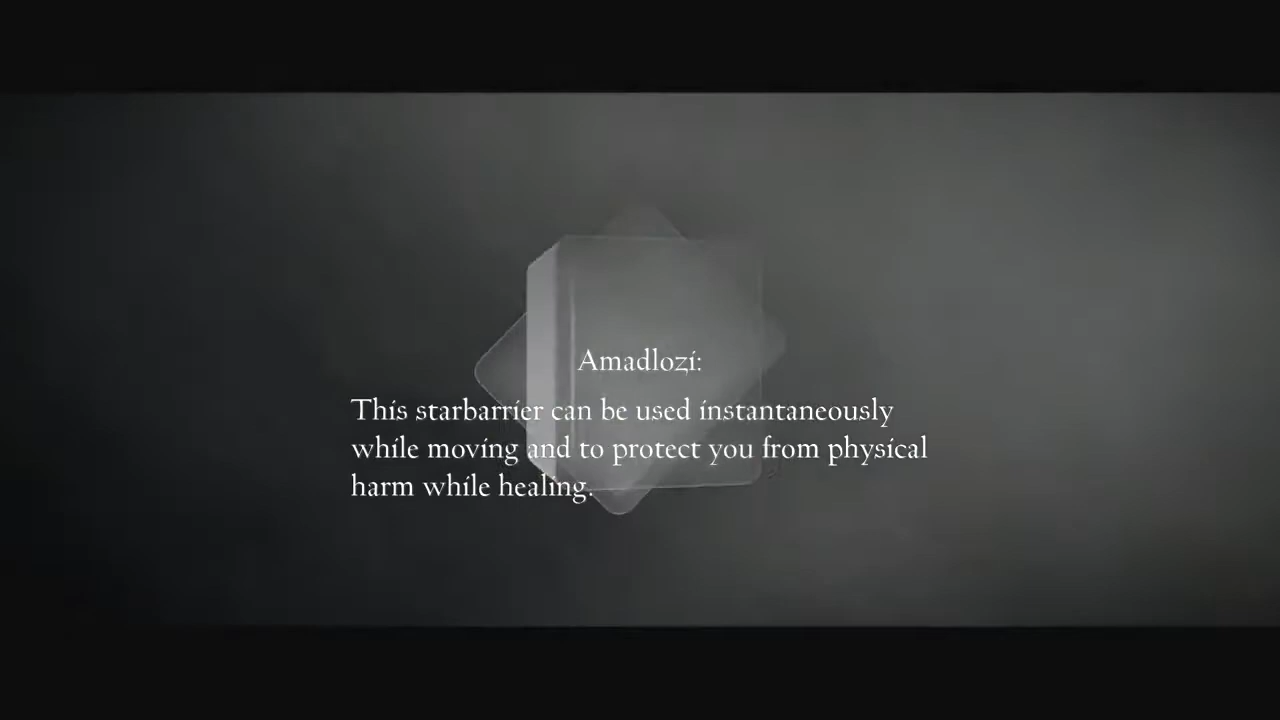 Amadlozi:
This starbarrier can be used instantaneously
while moving and to protect you from physical
harm while healing.